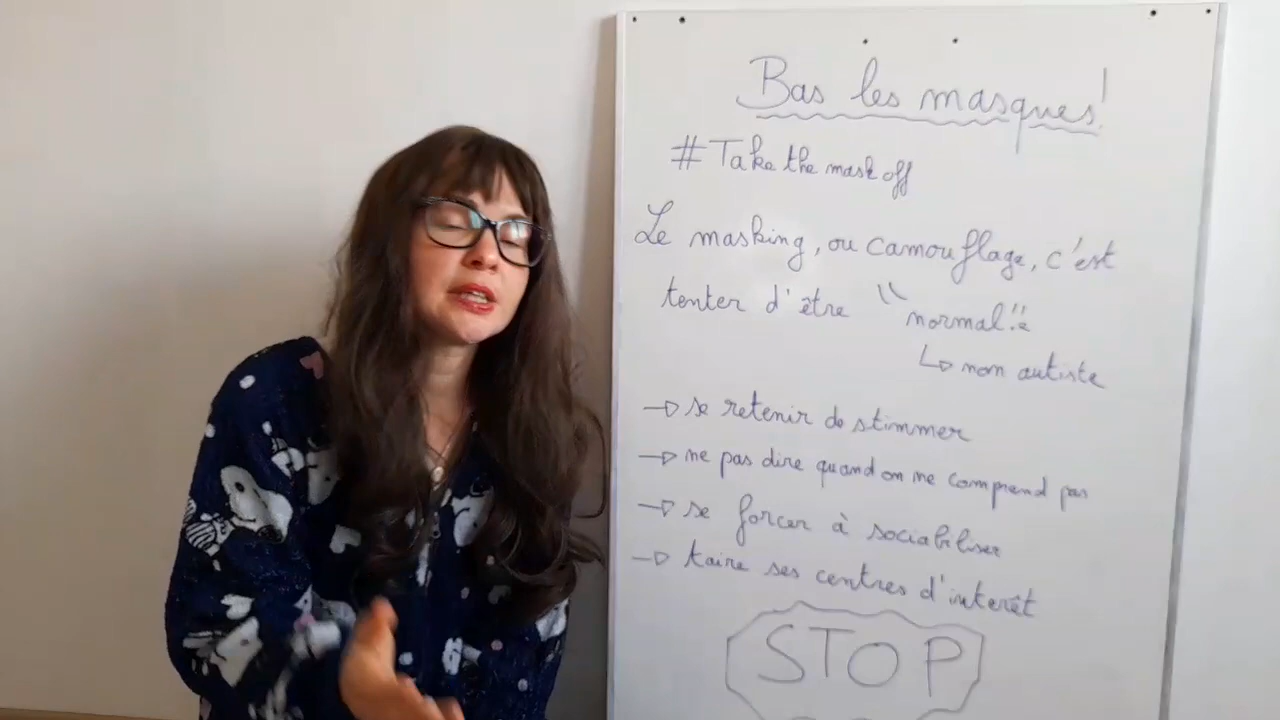 Bas les masques!
# Take the mask off
Le masking, ou camouflage, c'est
tenter d'être "normal":
↳ non autiste
→ se retenir de stimmer
→ ne pas dire quand on ne comprend pas
→ se forcer à sociabiliser
→ taire ses centres d'intérêt
STOP